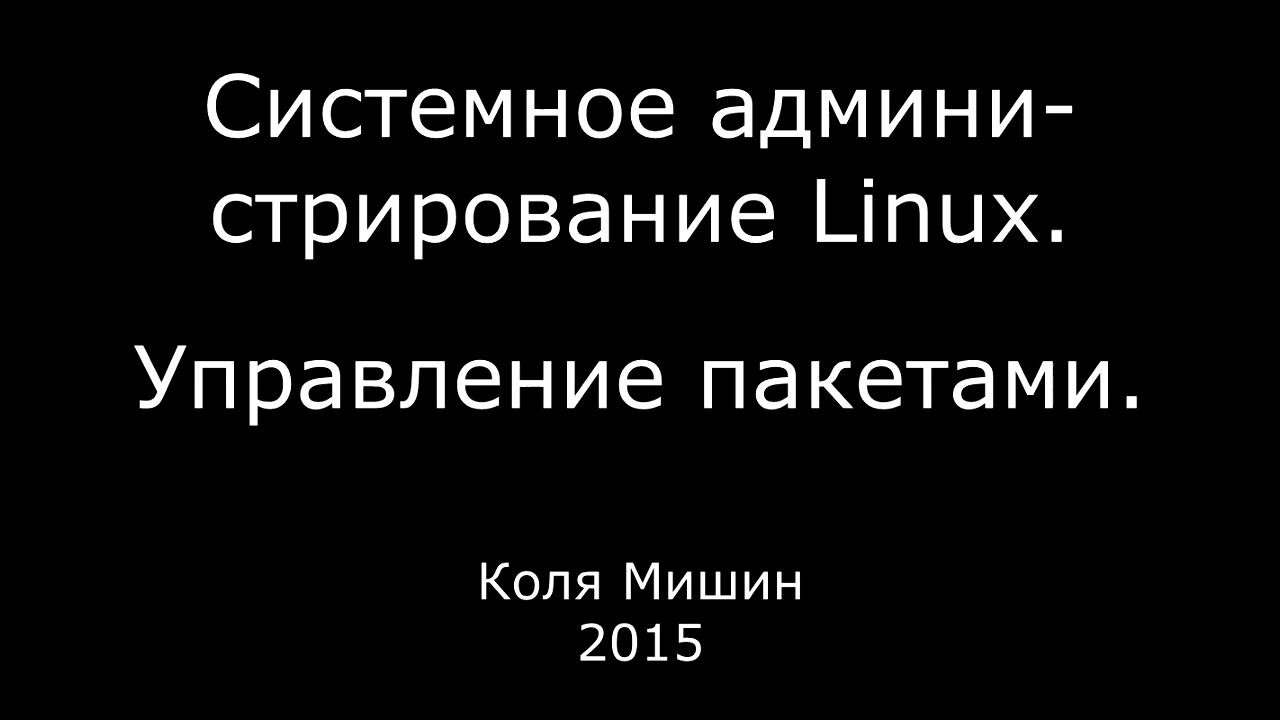 Системное админи-
стрирование Linux.
Управление пакетами.
Коля Мишин
2015